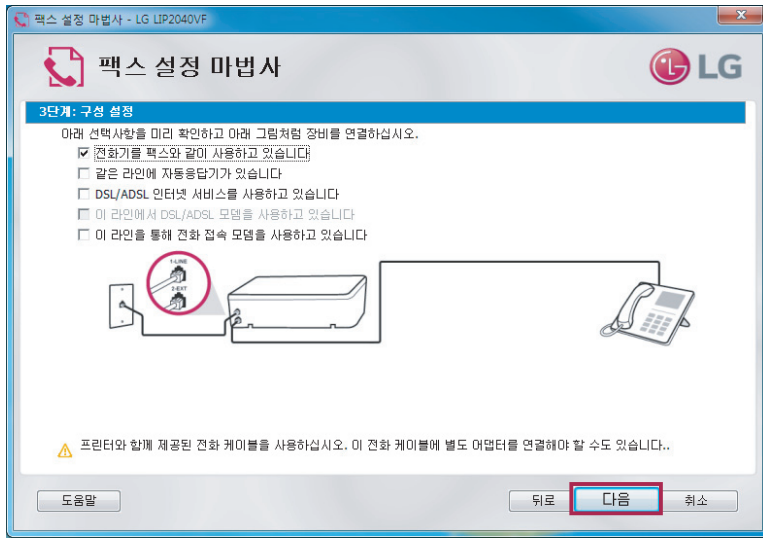 팩스 설정 마법사 - LG LIP2040VF
팩스 설정 마법사
LG
3단계: 구성 설정
아래 선택사항을 미리 확인하고 아래 그림처럼 장비를 연결하십시오.
전화기를 팩스와 같이 사용하고 있습니다
같은 라인에 자동응답기가 있습니다
DSL/ADSL 인터넷 서비스를 사용하고 있습니다
이 라인에서 DSL/ADSL 모뎀을 사용하고 있습니다
이 라인을 통해 전화 접속 모뎀을 사용하고 있습니다
1-LINE
2-EXT
프린터와 함께 제공된 전화 케이블을 사용하십시오. 이 전화 케이블에 별도 어댑터를 연결해야 할 수도 있습니다..
도움말
뒤로
다음
취소